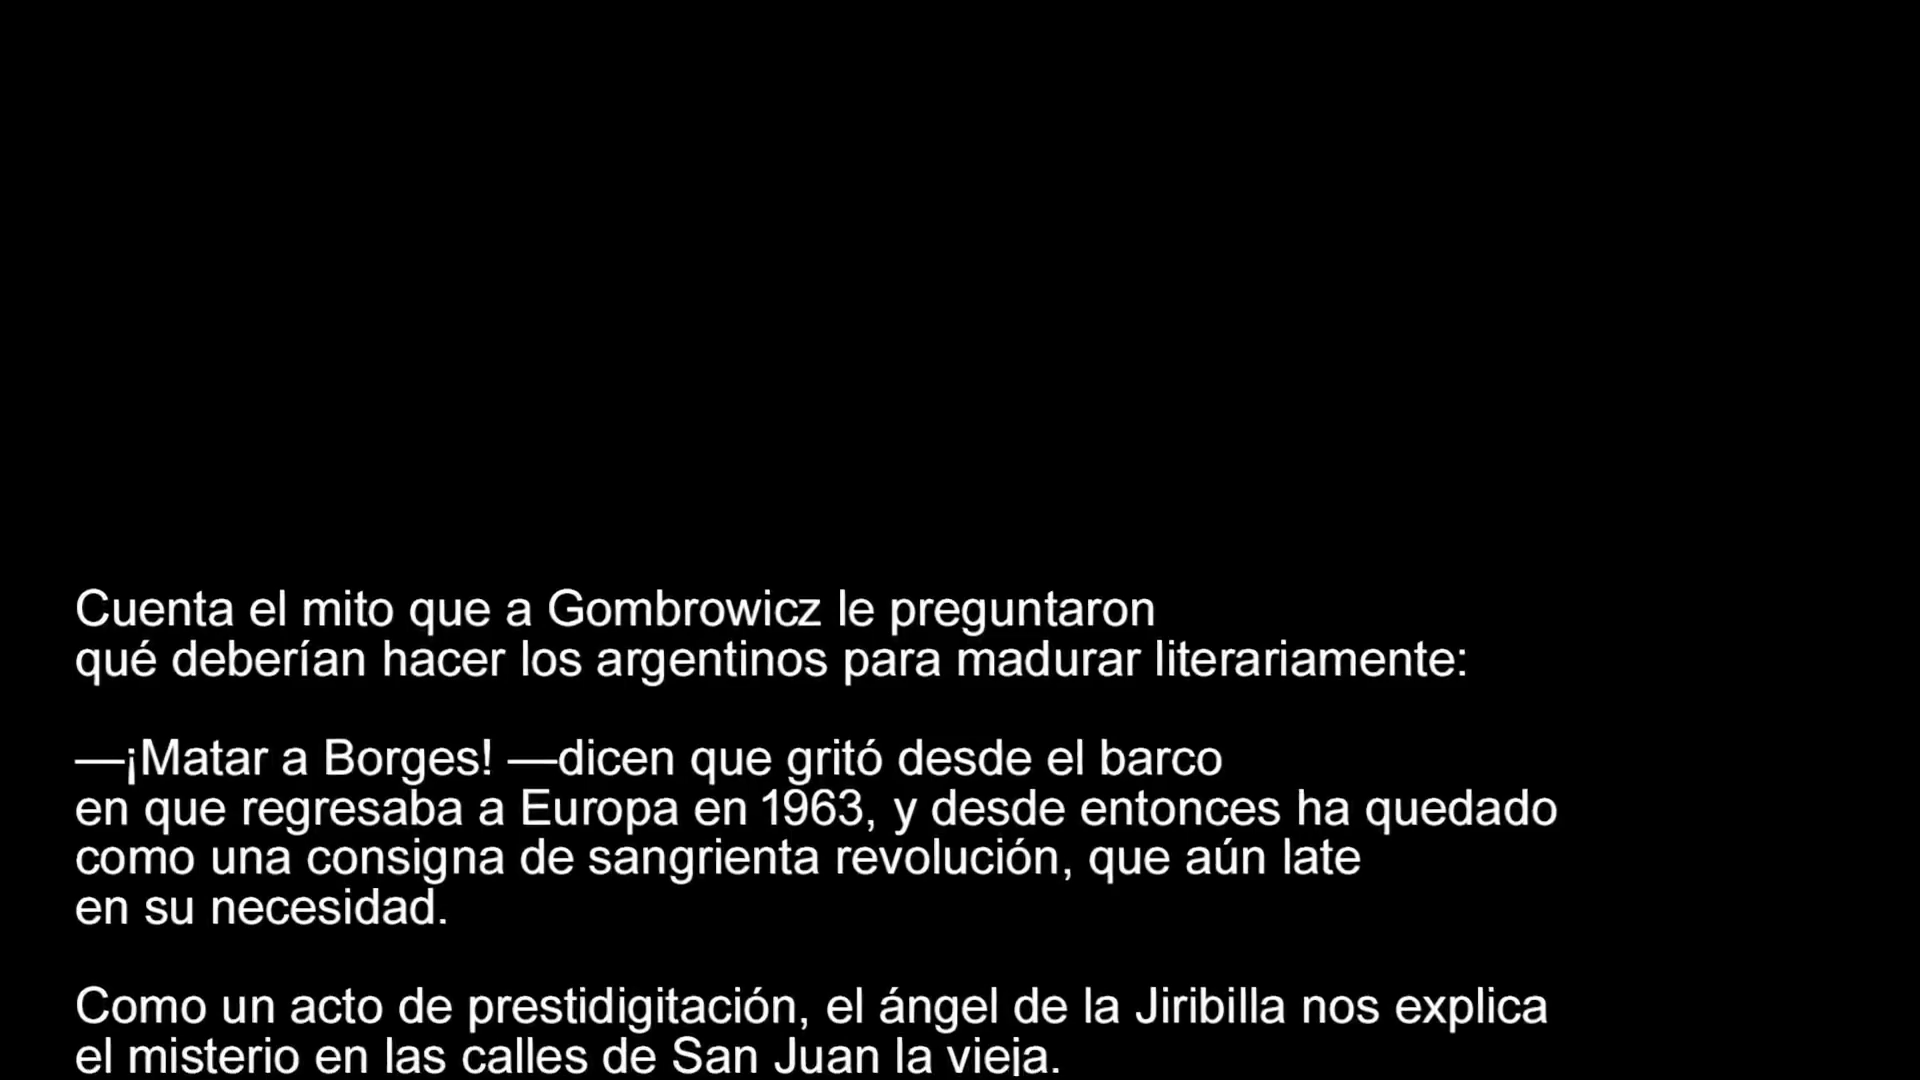 Cuenta el mito que a Gombrowicz le preguntaron
qué deberían hacer los argentinos para madurar literariamente:
—¡Matar a Borges! —dicen que gritó desde el barco
en que regresaba a Europa en 1963, y desde entonces ha quedado
como una consigna de sangrienta revolución, que aún late
en su necesidad.
Como un acto de prestidigitación, el ángel de la Jiribilla nos explica
el misterio en las calles de San Juan la vieja.